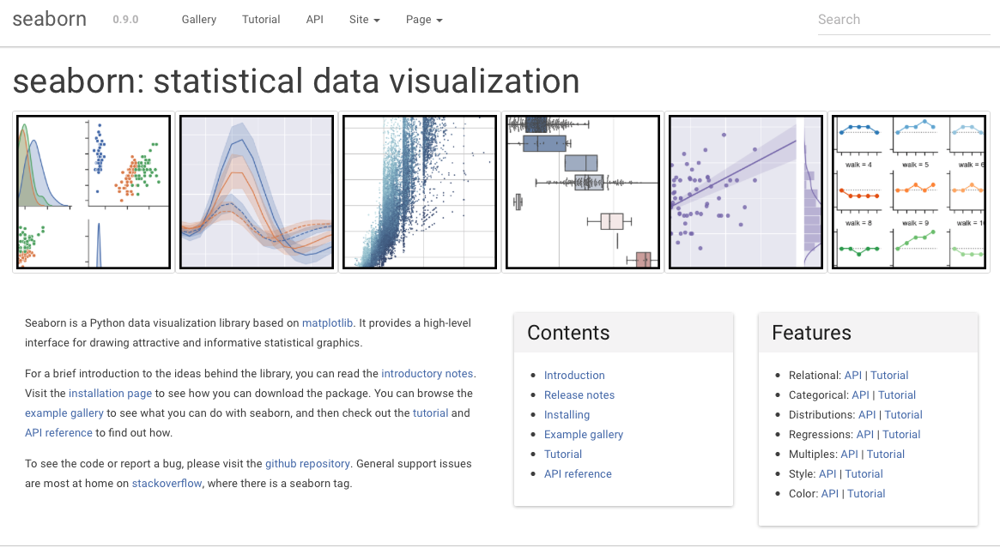 seaborn 0.9.0 Gallery Tutorial API Site Page Search
seaborn: statistical data visualization
walk = 4 walk = 5 walk = 6
walk = 8 walk = 9
Seaborn is a Python data visualization library based on matplotlib. It provides a high-level
interface for drawing attractive and informative statistical graphics.
For a brief introduction to the ideas behind the library, you can read the introductory notes.
Visit the installation page to see how you can download the package. You can browse the
example gallery to see what you can do with seaborn, and then check out the tutorial and
API reference to find out how.
To see the code or report a bug, please visit the github repository. General support issues
are most at home on stackoverflow, where there is a seaborn tag.
Contents
Introduction
Release notes
Installing
Example gallery
Tutorial
API reference
Features
Relational: API | Tutorial
Categorical: API | Tutorial
Distributions: API | Tutorial
Regressions: API | Tutorial
Multiples: API | Tutorial
Style: API | Tutorial
Color: API | Tutorial